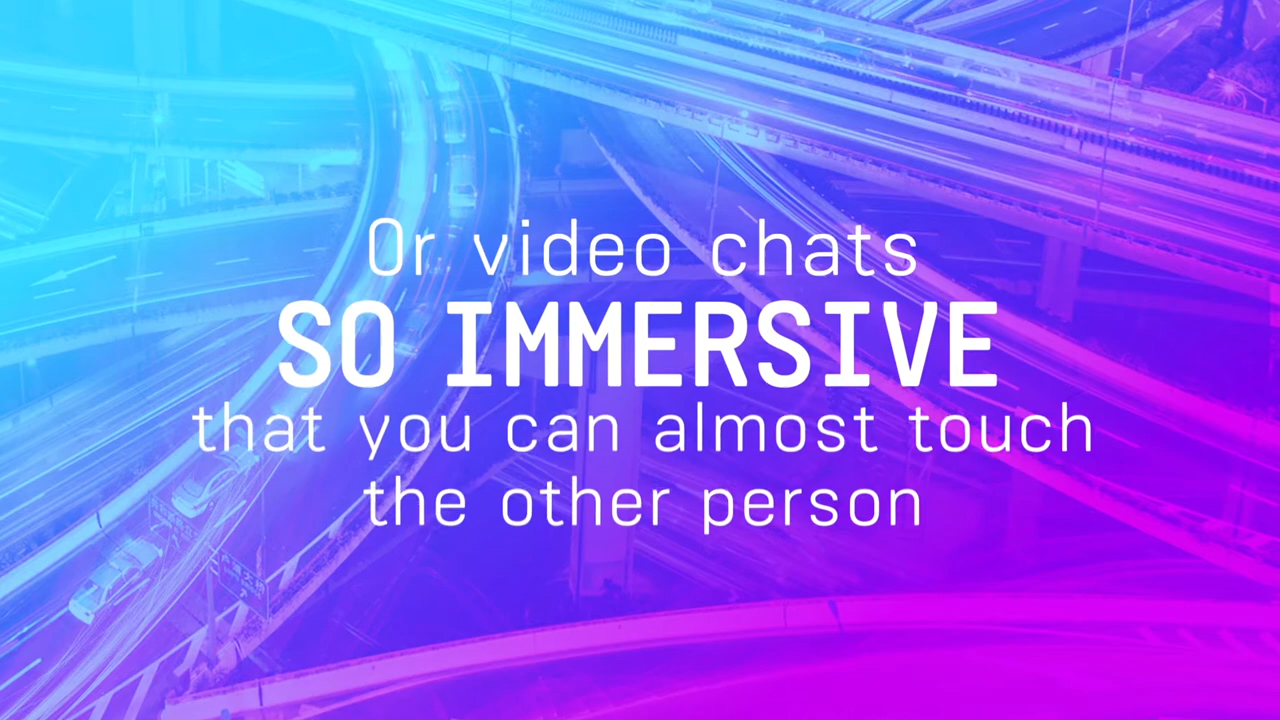 Or video chats
SO IMMERSIVE
that you can almost touch
the other person